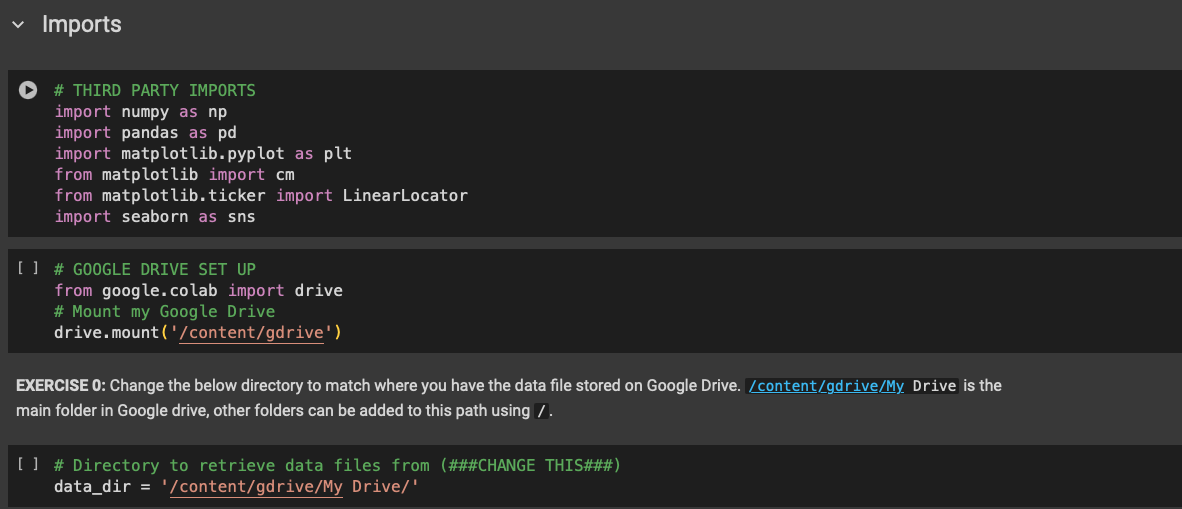 Imports
# THIRD PARTY IMPORTS
import numpy as np
import pandas as pd
import matplotlib.pyplot as plt
from matplotlib import cm
from matplotlib.ticker import LinearLocator
import seaborn as sns
[ ] # GOOGLE DRIVE SET UP
from google.colab import drive
# Mount my Google Drive
drive.mount('/content/gdrive')
EXERCISE 0: Change the below directory to match where you have the data file stored on Google Drive. /content/gdrive/My Drive is the
main folder in Google drive, other folders can be added to this path using /.
[ ] # Directory to retrieve data files from (###CHANGE THIS###)
data_dir = '/content/gdrive/My Drive/'